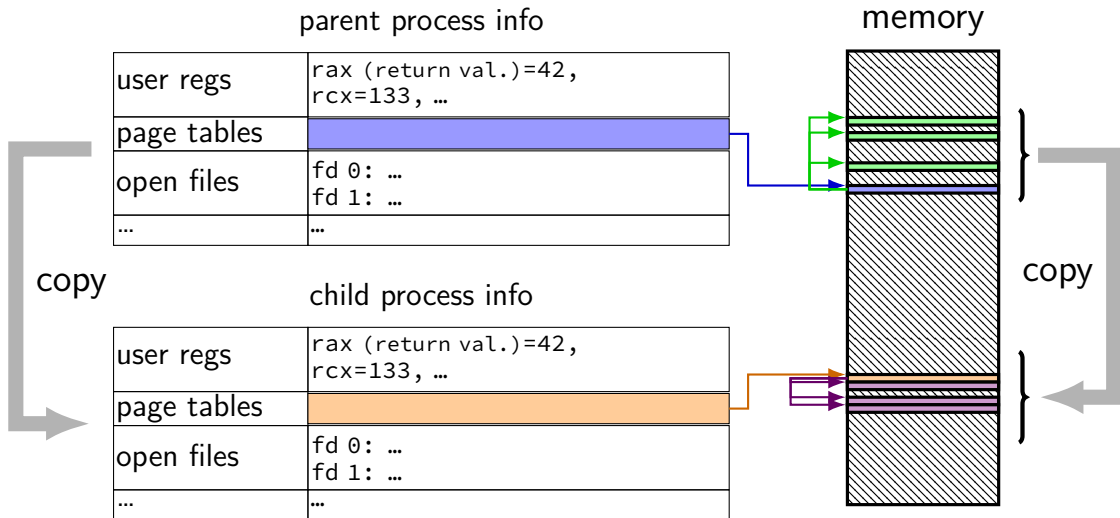 parent process info
memory
user regs
rax (return val.)=42,
rcx=133, …
page tables
open files
fd 0: …
fd 1: …
…
…
copy
copy
child process info
user regs
rax (return val.)=42,
rcx=133, …
page tables
open files
fd 0: …
fd 1: …
…
…